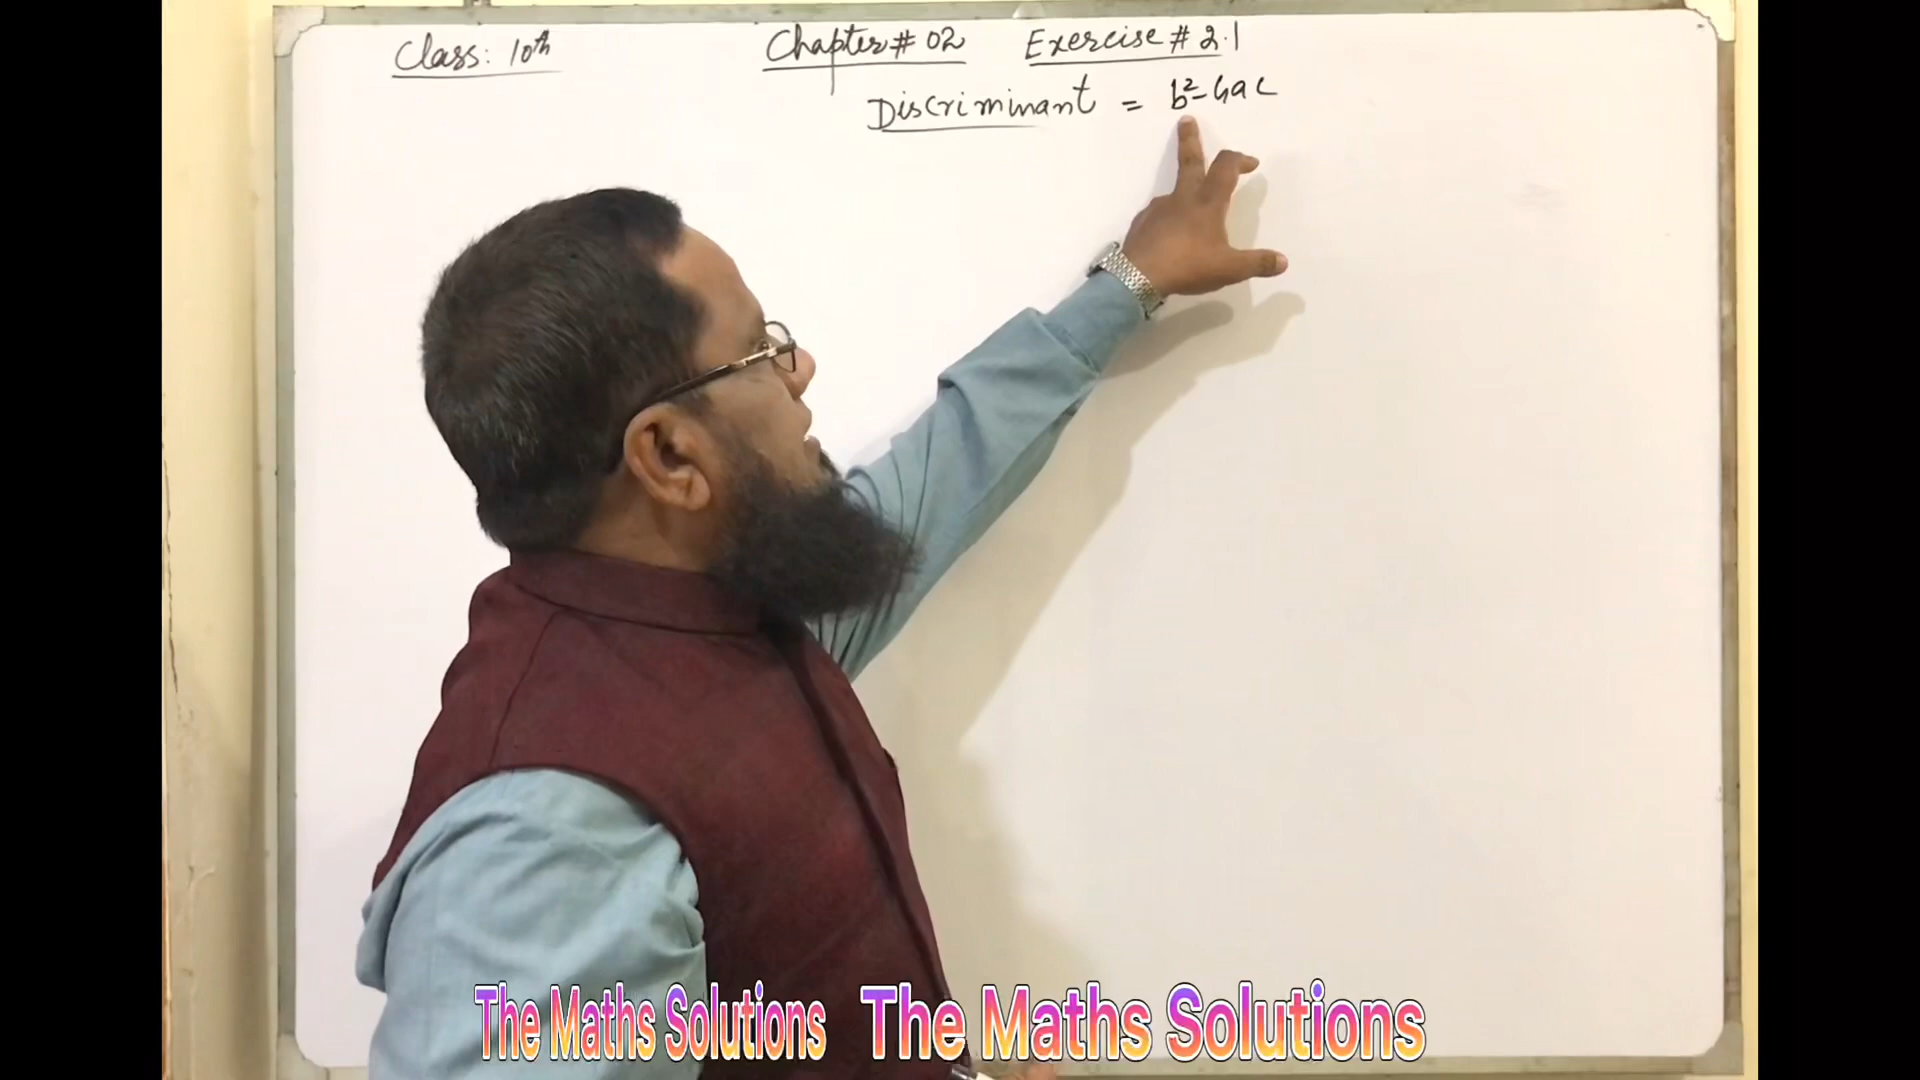 Class: 10th Chapter # 02 Exercise # 2.1
Discriminant = b²-4ac
The Maths Solutions The Maths Solutions